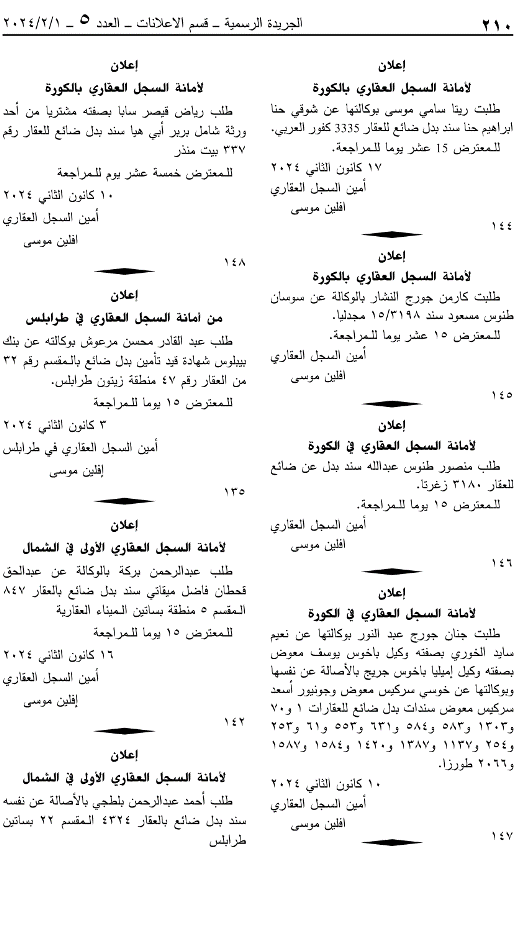 ٢١٠
الجريدة الرسمية ــ قسم الاعلانات ــ العدد ٥ ــ ٢٠٢٤/٢/١
إعلان
لأمانة السجل العقاري بالكورة
طلبت ريتا سامي موسى بوكالتها عن شوقي حنا
ابراهيم حنا سند بدل ضائع للعقار 3335 كفور العربي.
للمعترض 15 عشر يوما للمراجعة.
١٧ كانون الثاني ٢٠٢٤
أمين السجل العقاري
افلين موسى
١٤٤
إعلان
لأمانة السجل العقاري بالكورة
طلبت كارمن جورج النشار بالوكالة عن سوسان
طنوس مسعود سند ١٥/٣١٩٨ مجدليا.
للمعترض ١٥ عشر يوما للمراجعة.
أمين السجل العقاري
افلين موسى
١٤٥
إعلان
لأمانة السجل العقاري في الكورة
طلب منصور طنوس عبدالله سند بدل عن ضائع
للعقار ٣١٨٠ زغرتا.
للمعترض ١٥ يوما للمراجعة.
أمين السجل العقاري
افلين موسى
١٤٦
إعلان
لأمانة السجل العقاري في الكورة
طلبت جنان جورج عبد النور بوكالتها عن نعيم
سايد الخوري بصفته وكيل باخوس يوسف معوض
بصفته وكيل إميليا باخوس جريج بالأصالة عن نفسها
وبوكالتها عن خوسي سركيس معوض وجونيور أسعد
سركيس معوض سندات بدل ضائع للعقارات ١ و٧٠
و١٣٠٣ و٥٨٣ و٥٨٤ و٦٣١ و٥٥٣ و٦١ و٢٥٣
و٢٥٤ و١١٣٧ و١٣٨٧ و١٤٢٠ و١٥٨٤ و١٥٨٧
و٢٠٦٦ طورزا.
١٠ كانون الثاني ٢٠٢٤
أمين السجل العقاري
افلين موسى
١٤٧
إعلان
لأمانة السجل العقاري بالكورة
طلب رياض قيصر سابا بصفته مشتريا من أحد
ورثة شامل بربر أبي هيا سند بدل ضائع للعقار رقم
٣٣٧ بيت منذر
للمعترض خمسة عشر يوم للمراجعة
١٠ كانون الثاني ٢٠٢٤
أمين السجل العقاري
افلين موسى
١٤٨
إعلان
من أمانة السجل العقاري في طرابلس
طلب عبد القادر محسن مرعوش بوكالته عن بنك
بيبلوس شهادة قيد تأمين بدل ضائع بالمقسم رقم ٣٢
من العقار رقم ٤٧ منطقة زيتون طرابلس.
للمعترض ١٥ يوما للمراجعة
٣ كانون الثاني ٢٠٢٤
أمين السجل العقاري في طرابلس
إفلين موسى
١٣٥
إعلان
لأمانة السجل العقاري الأولى في الشمال
طلب عبدالرحمن بركة بالوكالة عن عبدالحق
قحطان فاضل ميقاتي سند بدل ضائع بالعقار ٨٤٧
المقسم ٥ منطقة بساتين الميناء العقارية
للمعترض ١٥ يوما للمراجعة
١٦ كانون الثاني ٢٠٢٤
أمين السجل العقاري
إفلين موسى
١٤٢
إعلان
لأمانة السجل العقاري الأولى في الشمال
طلب أحمد عبدالرحمن بلطجي بالأصالة عن نفسه
سند بدل ضائع بالعقار ٤٣٢٤ المقسم ٢٢ بساتين
طرابلس